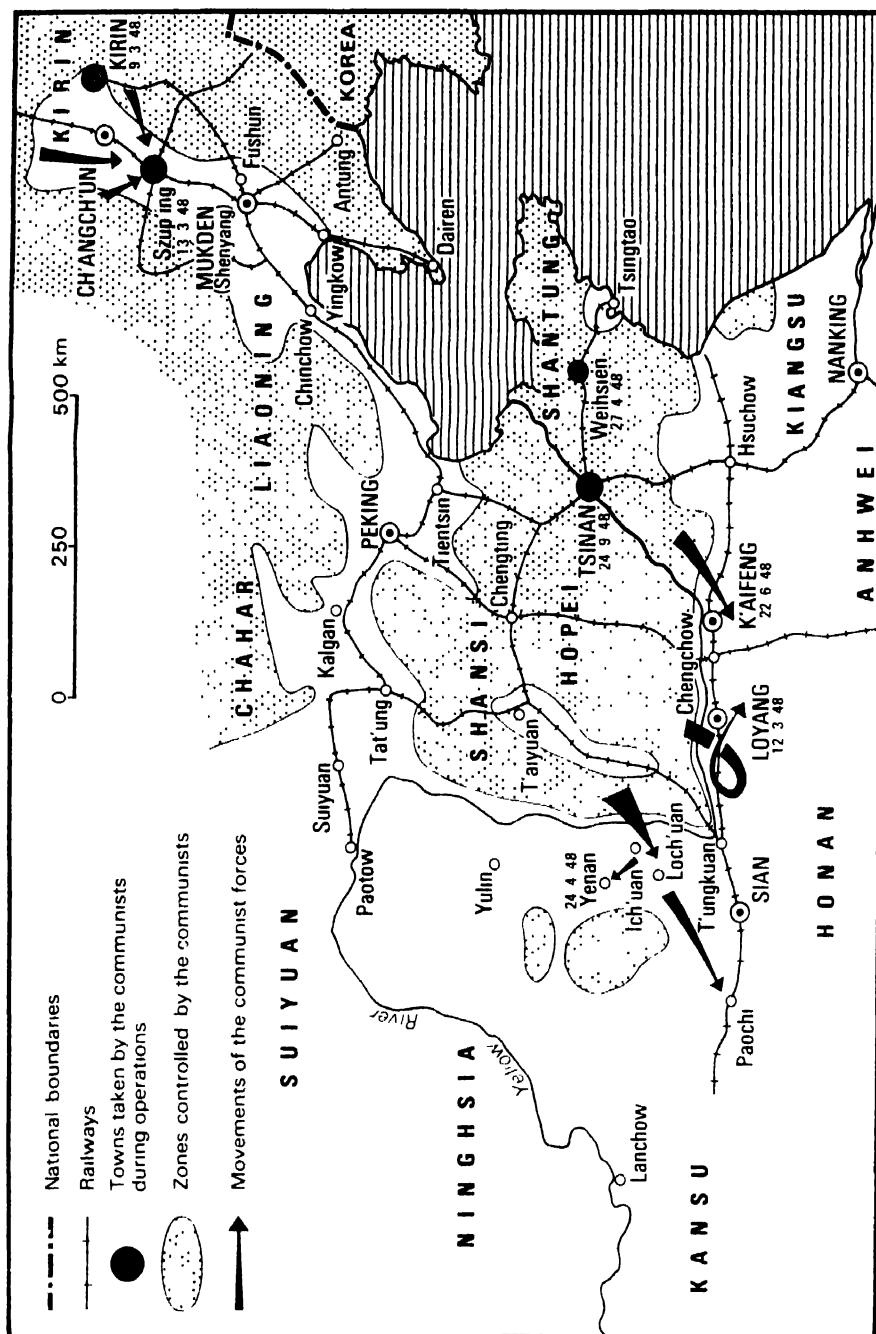 National boundaries
Railways
Towns taken by the communists
during operations
Zones controlled by the communists
Movements of the communist forces
0 250 500 km
KIRIN
KIRIN
9 3 48
CH'ANGCH'UN
Szup'ing
13 3 48
MUKDEN
(Shenyang)
Fushun
KOREA
Antung
LIAONING
Chinchow
Yingkow
Dairen
CHAHAR
SUIYUAN
Kalgan
PEKING
Tientsin
Suiyuan
Paotow
Tat'ung
SHANSI
T'aiyuan
HOPEI
Chengting
SHANTUNG
Tsingtao
Weihsien
27 4 48
TSINAN
24 9 48
NINGHSIA
Yellow
River
Yulin
24 4 48
Yenan
Ich'uan
Loch'uan
T'ungkuan
Lanchow
KANSU
Paochi
SIAN
LOYANG
12 3 48
Chengchow
K'AIFENG
22 6 48
Hsuchow
KIANGSU
NANKING
HONAN
ANHWEI